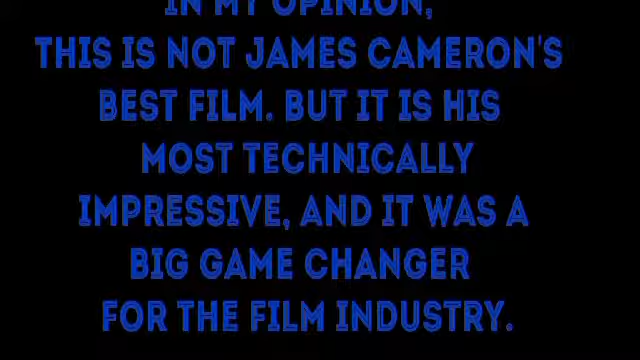 IN MY OPINION,
THIS IS NOT JAMES CAMERON'S
BEST FILM. BUT IT IS HIS
MOST TECHNICALLY
IMPRESSIVE, AND IT WAS A
BIG GAME CHANGER
FOR THE FILM INDUSTRY.